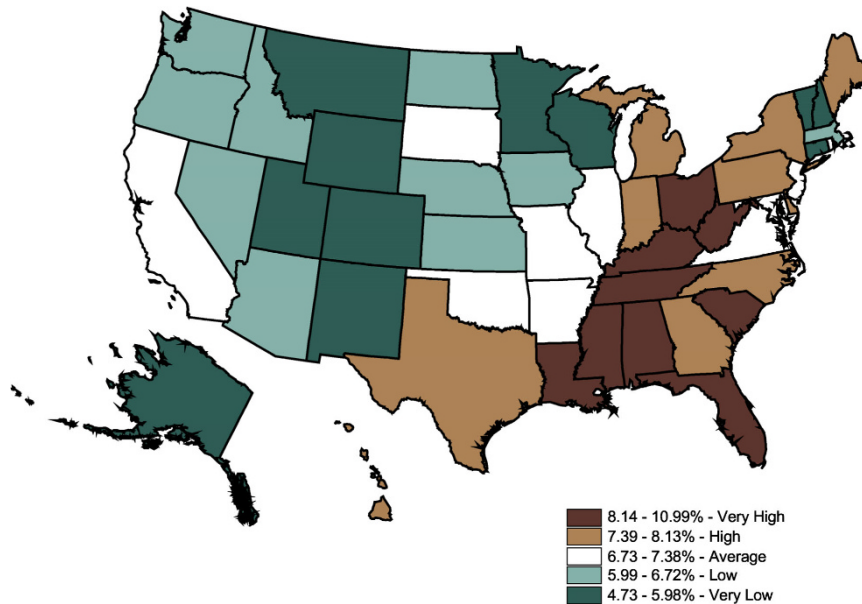 8.14 - 10.99% - Very High
7.39 - 8.13% - High
6.73 - 7.38% - Average
5.99 - 6.72% - Low
4.73 - 5.98% - Very Low